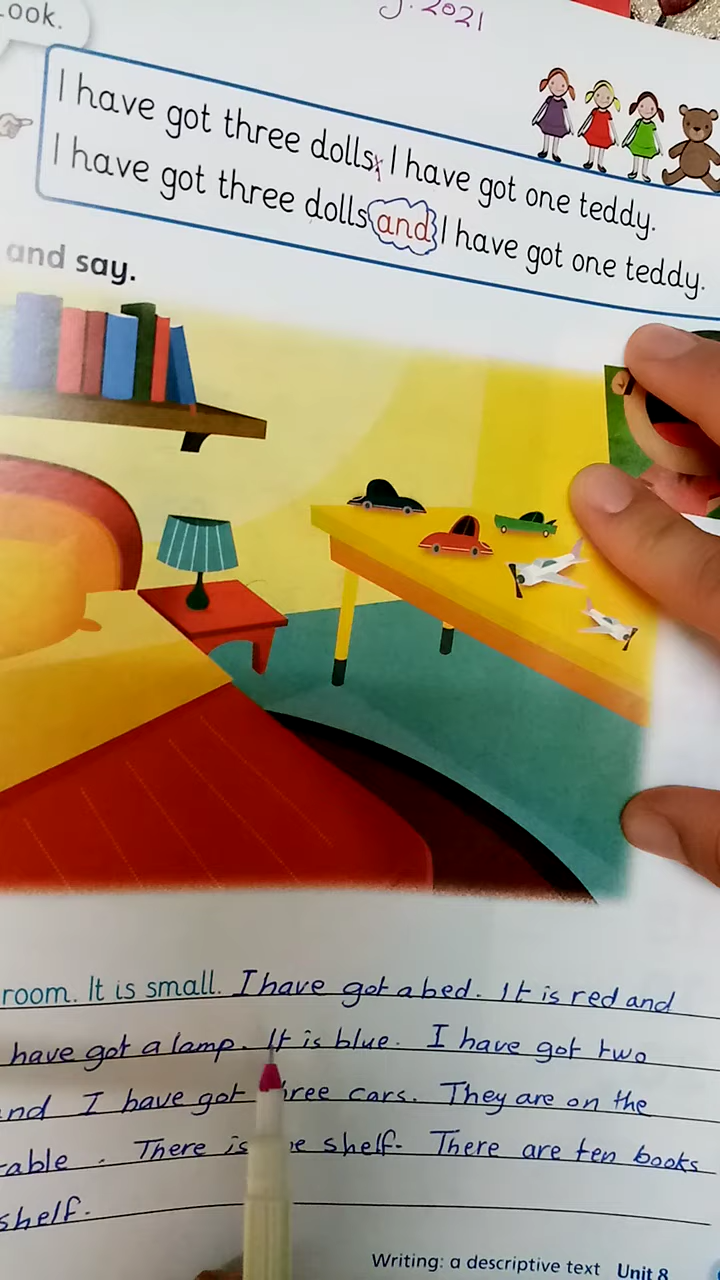 ook.
2021
I have got three dolls. I have got one teddy.
I have got three dolls and I have got one teddy.
and say.
room. It is small. I have got a bed. It is red and
have got a lamp. It is blue. I have got two
and I have got three cars. They are on the
table. There is shelf. There are ten books
shelf.
Writing: a descriptive text Unit 8